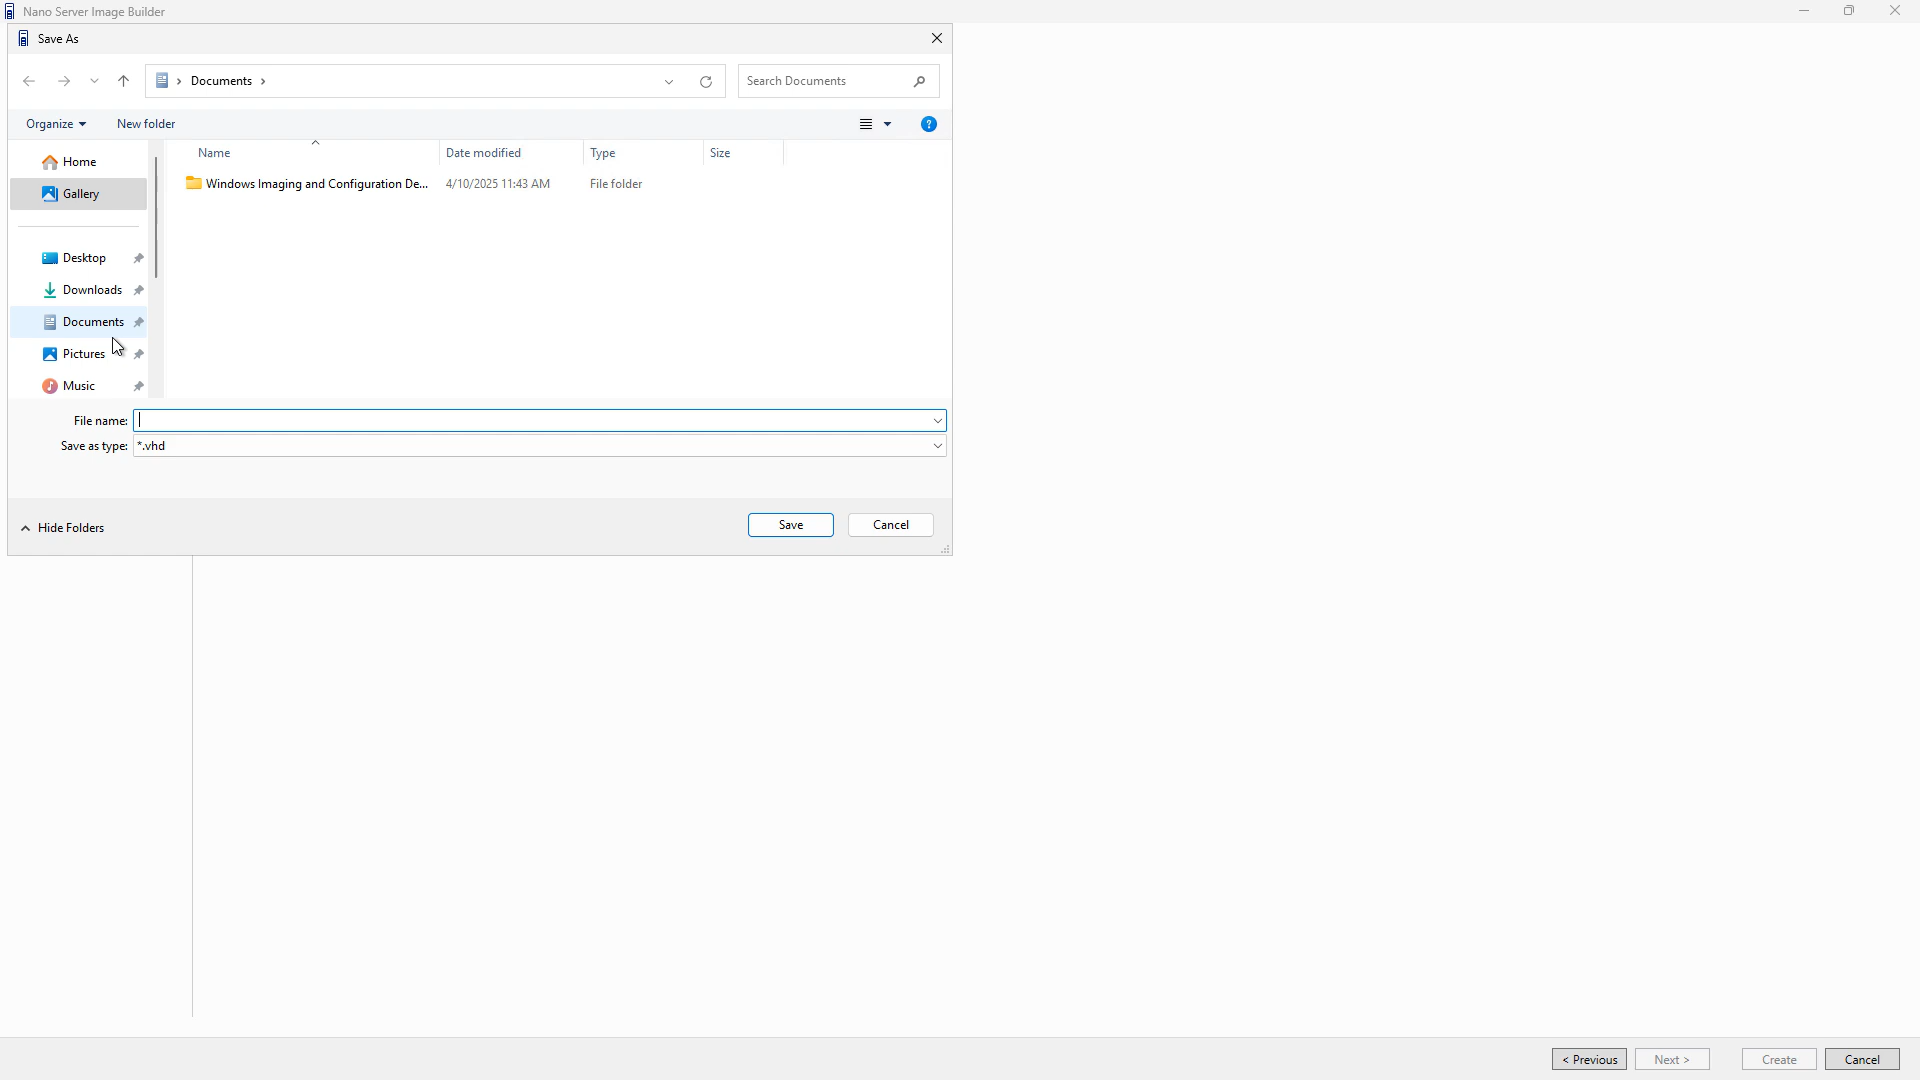 Nano Server Image Builder
Save As
Documents
Search Documents
Organize
New folder
Name
Date modified
Type
Size
Windows Imaging and Configuration De... 4/10/2025 11:43 AM File folder
Home
Gallery
Desktop
Downloads
Documents
Pictures
Music
File name:
Save as type: *.vhd
Hide Folders
Save
Cancel
< Previous
Next >
Create
Cancel